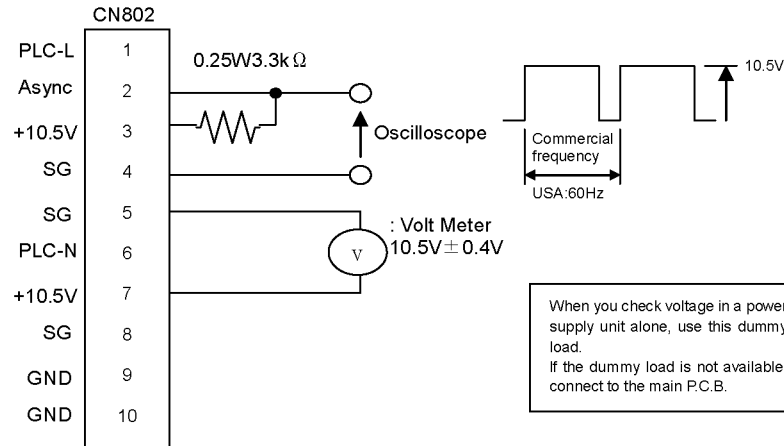 CN802
PLC-L 1
Async 2
+10.5V 3
SG 4
SG 5
PLC-N 6
+10.5V 7
SG 8
GND 9
GND 10
0.25W3.3kΩ
Oscilloscope
: Volt Meter
10.5V±0.4V
V
10.5V
Commercial
frequency
USA:60Hz
When you check voltage in a power
supply unit alone, use this dummy
load.
If the dummy load is not available
connect to the main P.C.B.